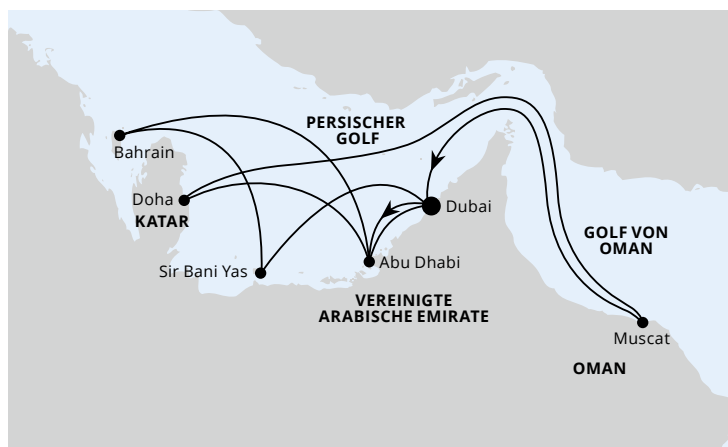 PERSISCHER
GOLF
Bahrain
Doha
KATAR
Dubai
Sir Bani Yas
Abu Dhabi
GOLF VON
OMAN
VEREINIGTE
ARABISCHE EMIRATE
Muscat
OMAN